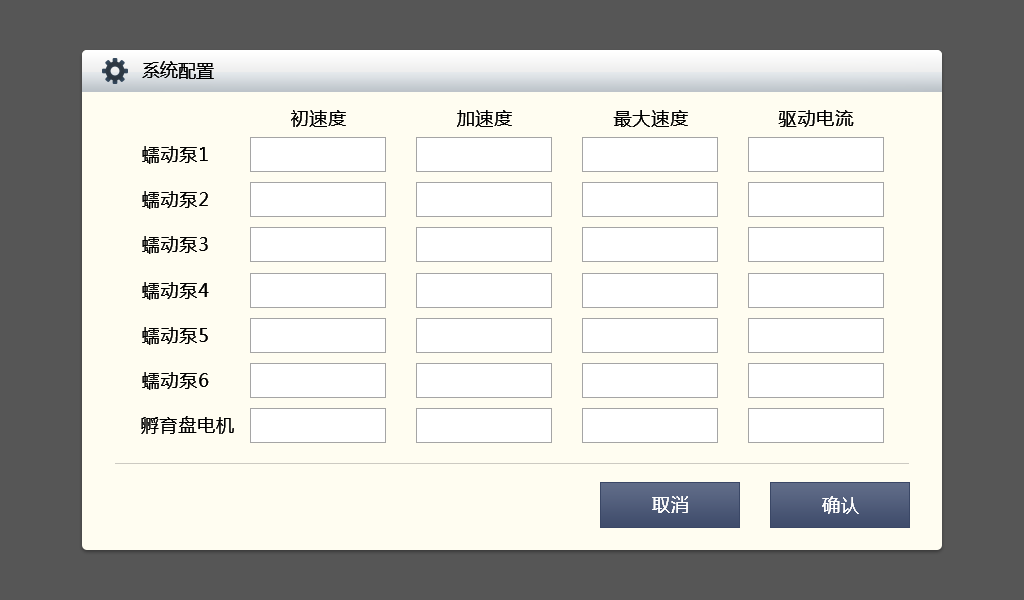 系统配置
初速度 加速度 最大速度 驱动电流
蠕动泵1
蠕动泵2
蠕动泵3
蠕动泵4
蠕动泵5
蠕动泵6
孵育盘电机
取消 确认